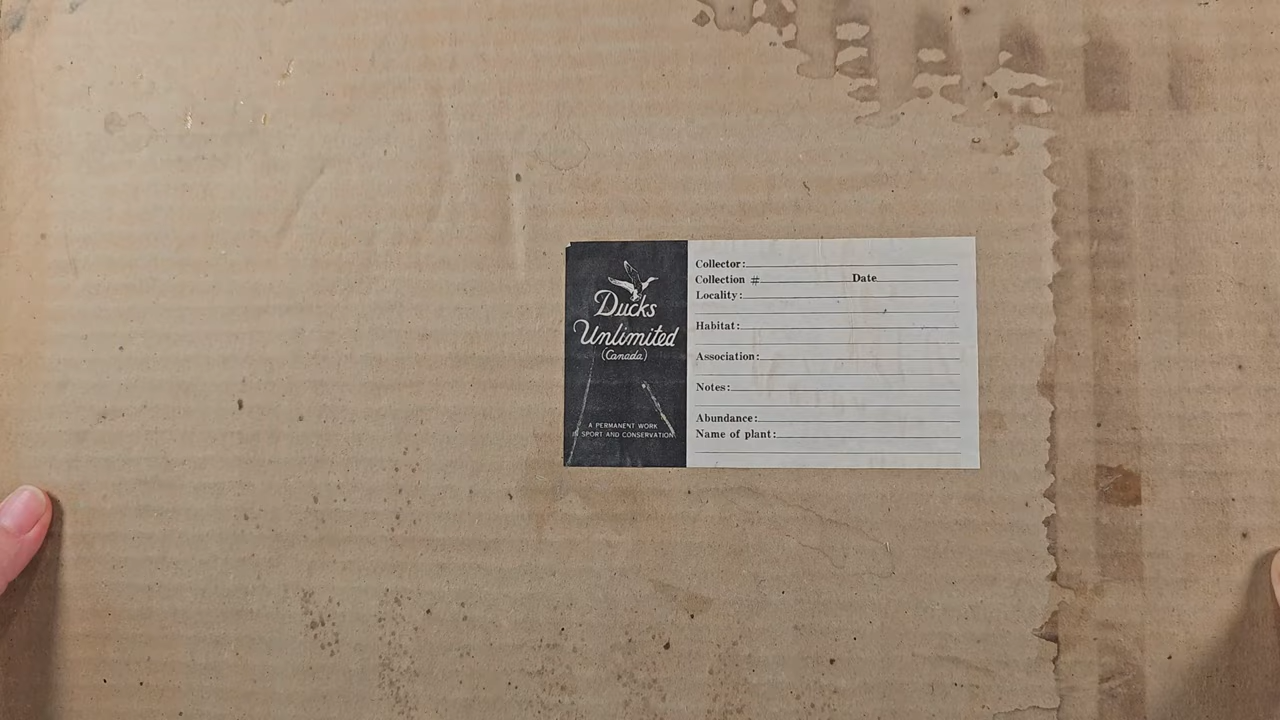 Ducks
Unlimited
(Canada)
A PERMANENT WORK
IN SPORT AND CONSERVATION
Collector:
Collection # Date
Locality:
Habitat:
Association:
Notes:
Abundance:
Name of plant: